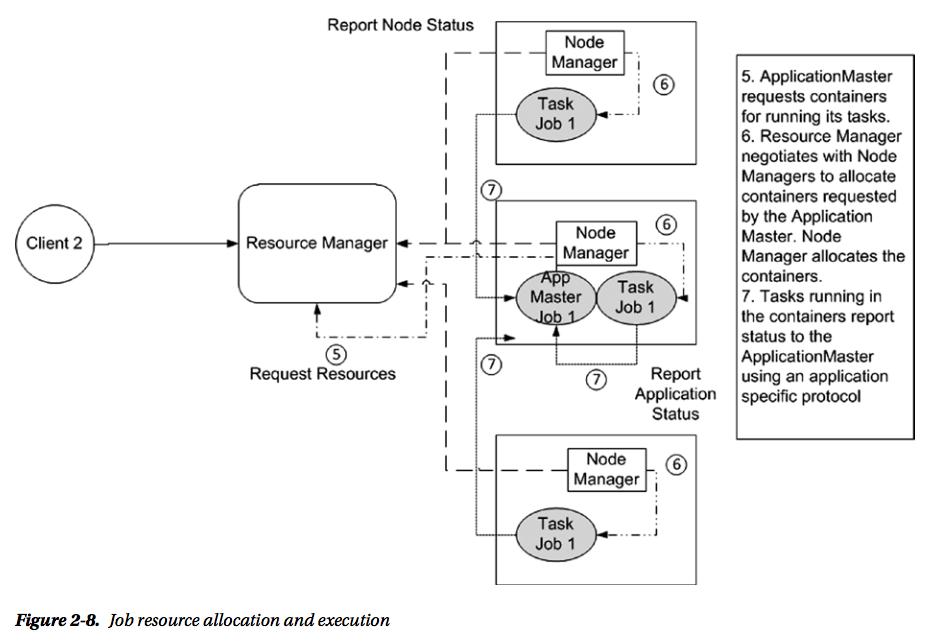 Report Node Status
Node
Manager
6
Task
Job 1
7
Client 2
Resource Manager
Node
Manager
6
App
Master
Job 1
Task
Job 1
5
Request Resources
7
7
Report
Application
Status
Node
Manager
6
Task
Job 1
5. ApplicationMaster
requests containers
for running its tasks.
6. Resource Manager
negotiates with Node
Managers to allocate
containers requested
by the Application
Master. Node
Manager allocates the
containers.
7. Tasks running in
the containers report
status to the
ApplicationMaster
using an application
specific protocol
Figure 2-8. Job resource allocation and execution